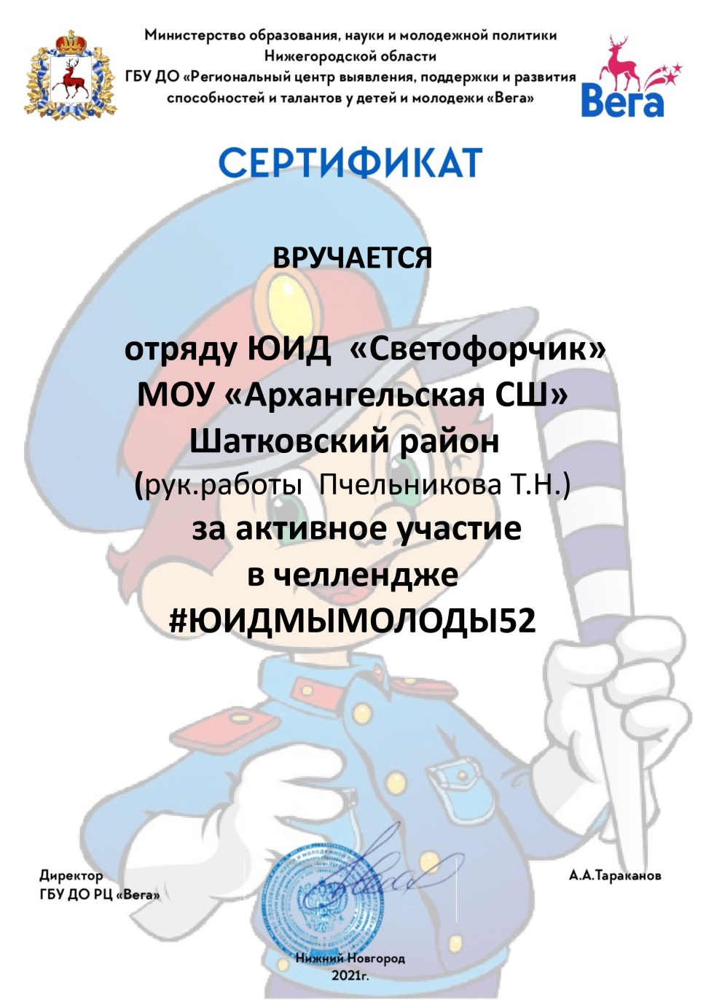 Министерство образования, науки и молодежной политики
Нижегородской области
ГБУ ДО «Региональный центр выявления, поддержки и развития
способностей и талантов у детей и молодежи «Вега»
Вега
СЕРТИФИКАТ
ВРУЧАЕТСЯ
отряду ЮИД «Светофорчик»
МОУ «Архангельская СШ»
Шатковский район
(рук.работы Пчельникова Т.Н.)
за активное участие
в челлендже
#ЮИДМЫМОЛОДЫ52
Директор
ГБУ ДО РЦ «Вега»
А.А.Тараканов
Нижний Новгород
2021г.